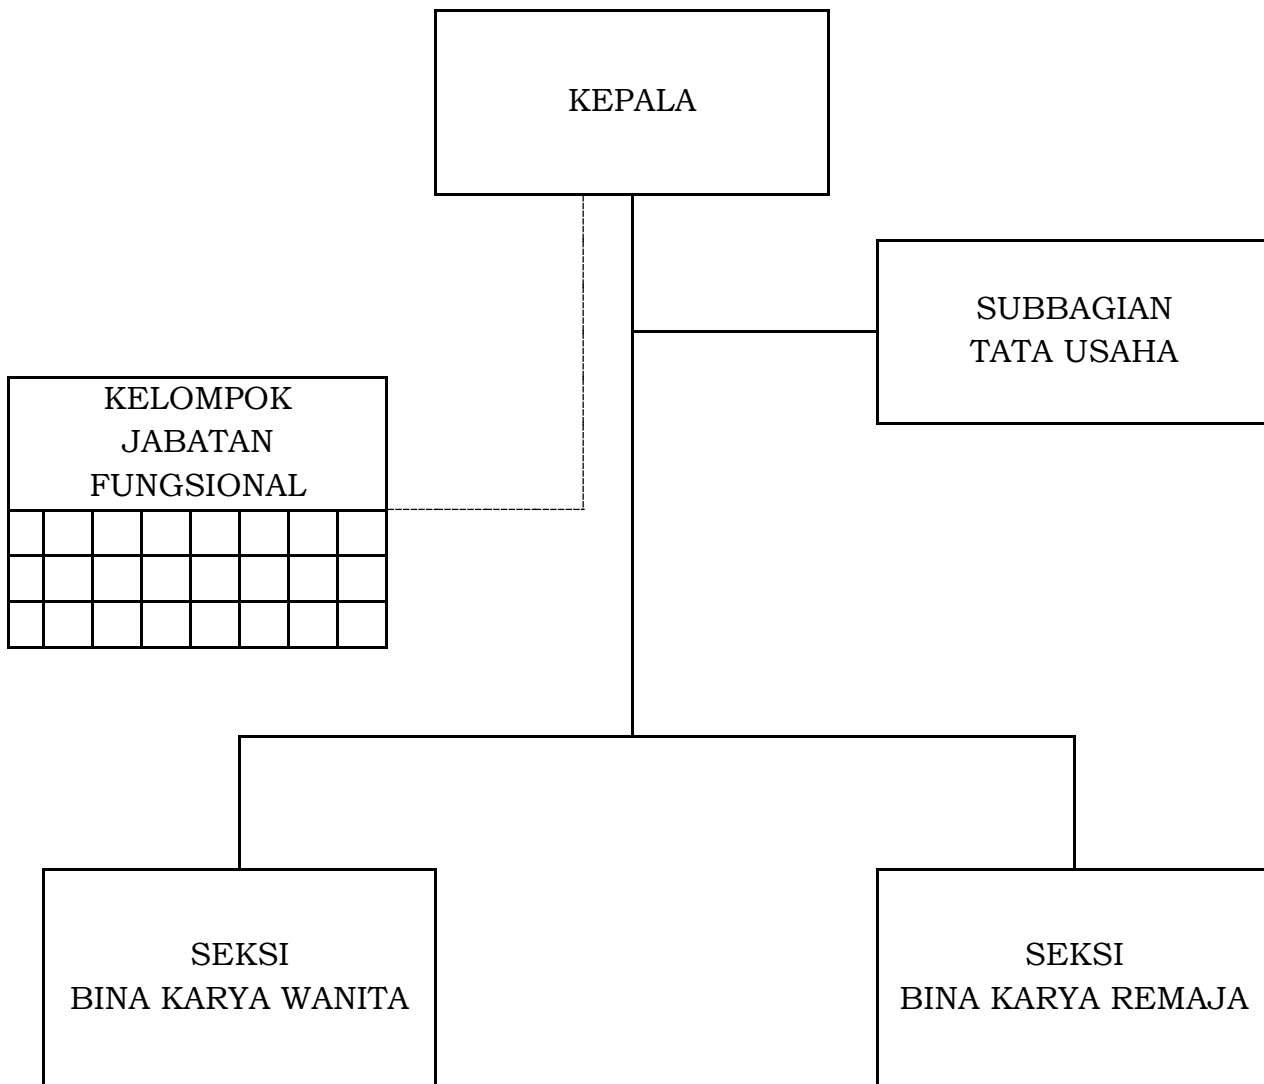 KEPALA
SUBBAGIAN
TATA USAHA
KELOMPOK
JABATAN
FUNGSIONAL
SEKSI
BINA KARYA WANITA
SEKSI
BINA KARYA REMAJA